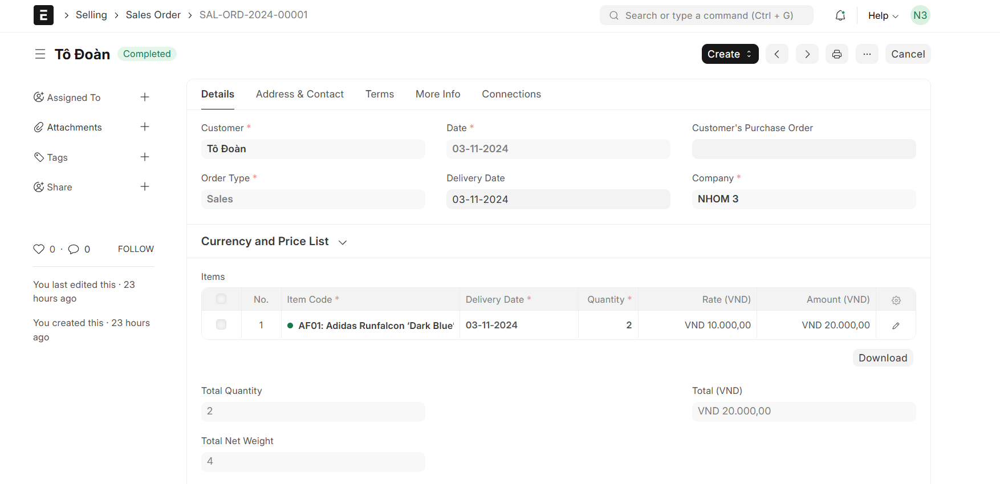 E
Selling
Sales Order
SAL-ORD-2024-00001
Search or type a command (Ctrl + G)
Help
N3
Tô Đoàn
Completed
Create
Cancel
Assigned To
Attachments
Tags
Share
0 · 0
FOLLOW
You last edited this · 23
hours ago
You created this · 23 hours
ago
Details Address & Contact Terms More Info Connections
Customer * Date * Customer's Purchase Order
Tô Đoàn 03-11-2024
Order Type * Delivery Date Company *
Sales 03-11-2024 NHOM 3
Currency and Price List
Items
No. Item Code * Delivery Date * Quantity * Rate (VND) Amount (VND)
1 AF01: Adidas Runfalcon ‘Dark Blue’ 03-11-2024 2 VND 10.000,00 VND 20.000,00
Download
Total Quantity Total (VND)
2 VND 20.000,00
Total Net Weight
4